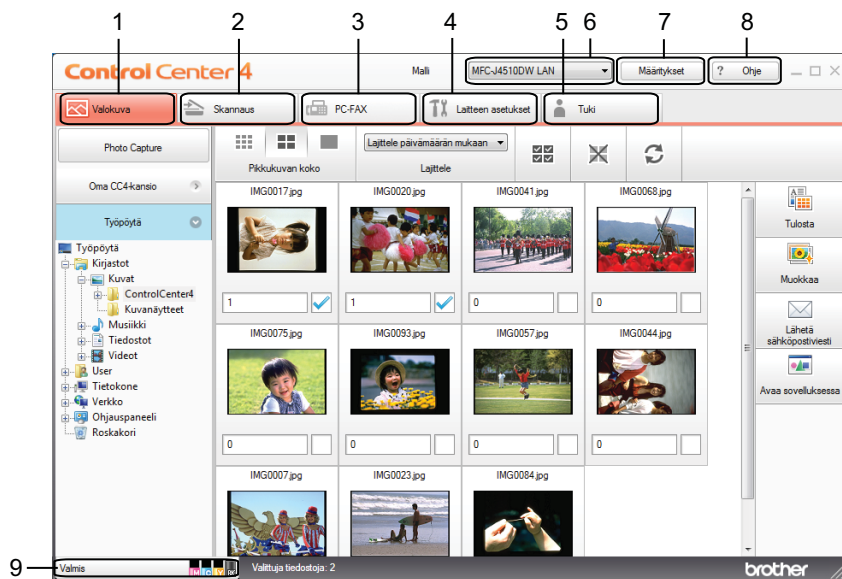 1 2 3 4 5 6 7 8
Control Center 4 Malli MFC-J4510DW LAN Määritykset ? Ohje
Valokuva Skannaus PC-FAX Laitteen asetukset Tuki
Photo Capture
Oma CC4-kansio
Työpöytä
Työpöytä
Kirjastot
Kuvat
ControlCenter4
Kuvanäytteet
Musiikki
Tiedostot
Videot
User
Tietokone
Verkko
Ohjauspaneeli
Roskakori
Lajittele päivämäärän mukaan
Pikkukuvan koko Lajittele
IMG0017.jpg IMG0020.jpg IMG0041.jpg IMG0068.jpg
1 1 0 0
IMG0075.jpg IMG0093.jpg IMG0057.jpg IMG0044.jpg
0 0 0 0
IMG0007.jpg IMG0023.jpg IMG0084.jpg
Tulosta
Muokkaa
Lähetä
sähköpostiviesti
Avaa sovelluksessa
9 Valmis M C Y BK Valittuja tiedostoja: 2 brother